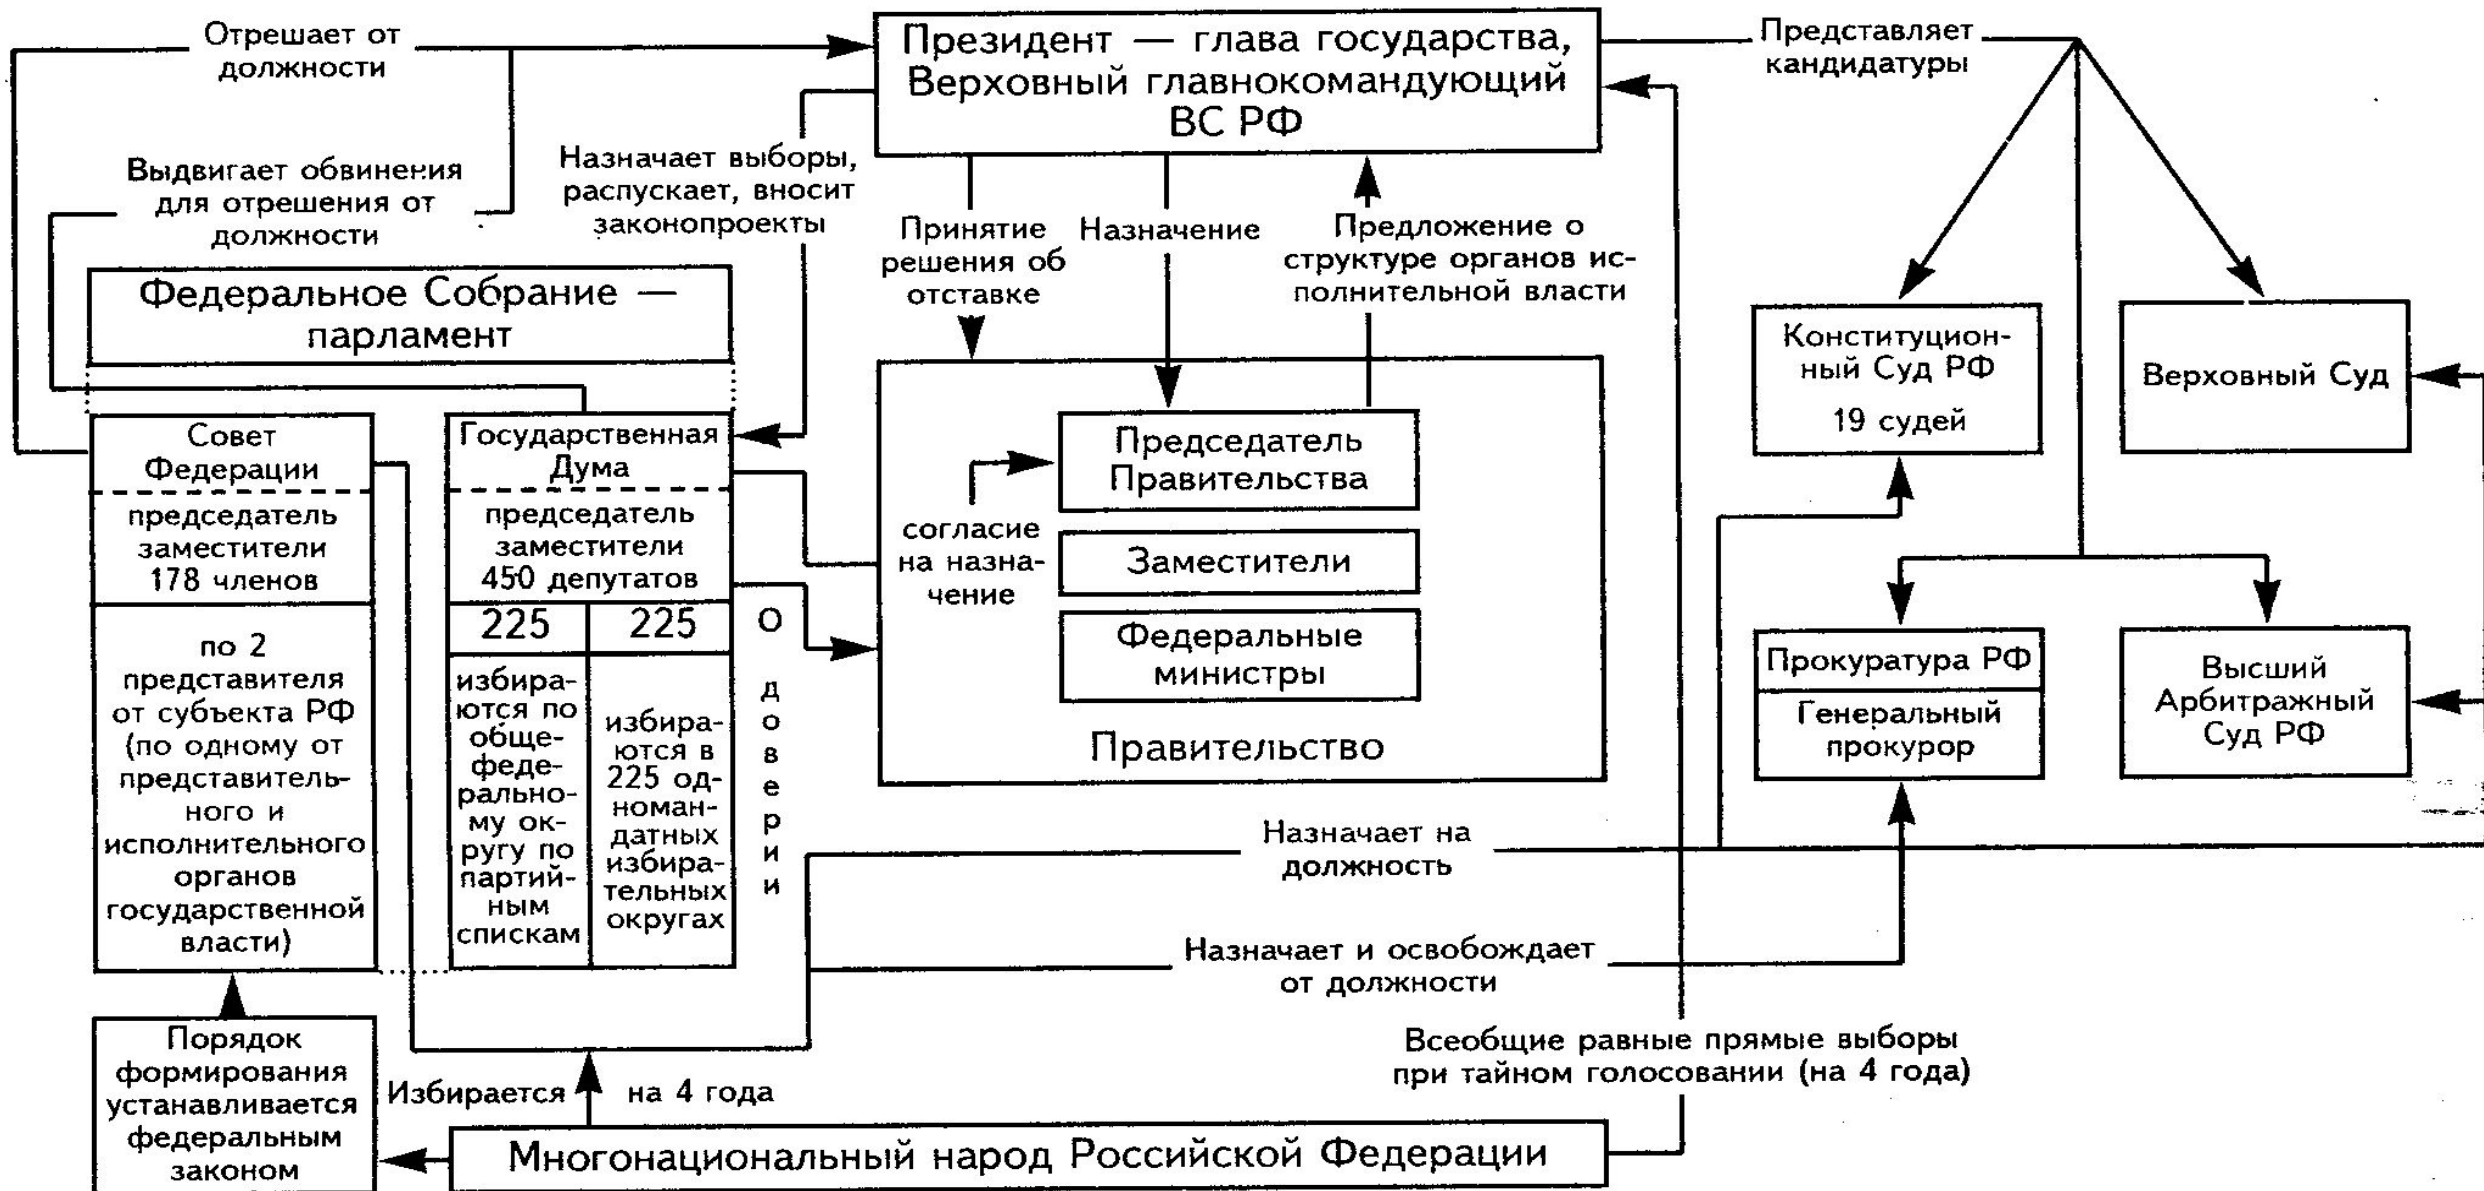 Отрешает от
должности
Президент — глава государства,
Верховный главнокомандующий
ВС РФ
Представляет
кандидатуры
Выдвигает обвинения
для отрешения от
должности
Назначает выборы,
распускает, вносит
законопроекты
Принятие
решения об
отставке
Назначение
Предложение о
структуре органов ис-
полнительной власти
Федеральное Собрание —
парламент
Конституцион-
ный Суд РФ
19 судей
Верховный Суд
Совет
Федерации
председатель
заместители
178 членов
по 2
представителя
от субъекта РФ
(по одному от
представитель-
ного и
исполнительного
органов
государственной
власти)
Государственная
Дума
председатель
заместители
450 депутатов
225
225
избира-
ются по
обще-
феде-
рально-
му ок-
ругу по
партий-
ным
спискам
избира-
ются в
225 од-
номан-
датных
избира-
тельных
округах
О
д
о
в
е
р
и
и
согласие
на назна-
чение
Председатель
Правительства
Заместители
Федеральные
министры
Правительство
Прокуратура РФ
Генеральный
прокурор
Высший
Арбитражный
Суд РФ
Назначает на
должность
Назначает и освобождает
от должности
Порядок
формирования
устанавливается
федеральным
законом
Избирается на 4 года
Всеобщие равные прямые выборы
при тайном голосовании (на 4 года)
Многонациональный народ Российской Федерации